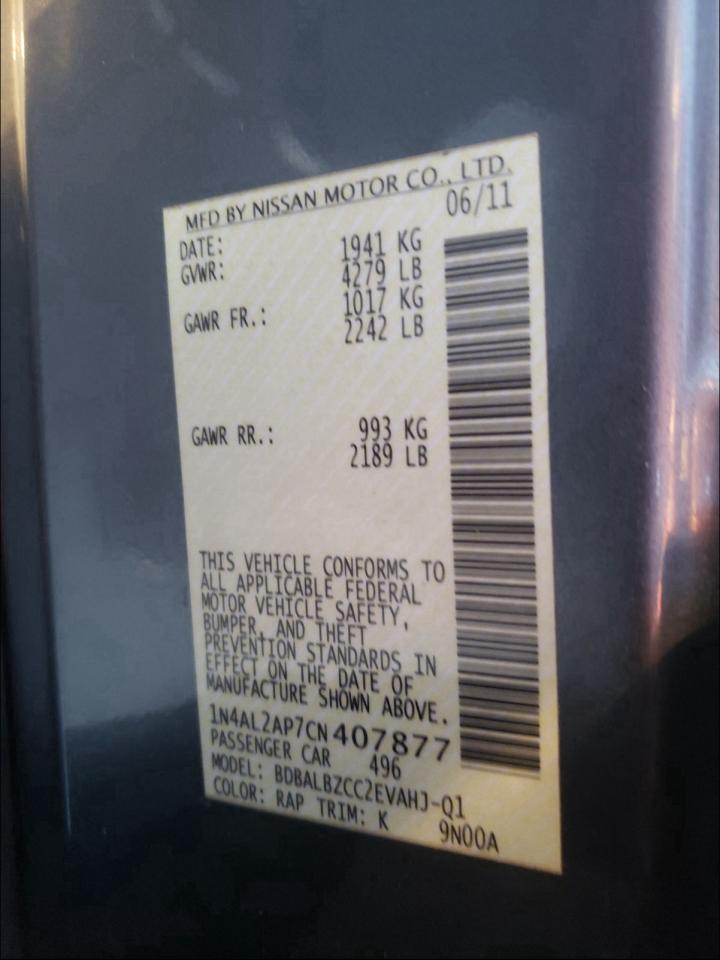 MFD BY NISSAN MOTOR CO., LTD.
DATE: 06/11
GVWR: 1941 KG
4279 LB
GAWR FR.: 1017 KG
2242 LB
GAWR RR.: 993 KG
2189 LB
THIS VEHICLE CONFORMS TO
ALL APPLICABLE FEDERAL
MOTOR VEHICLE SAFETY,
BUMPER, AND THEFT
PREVENTION STANDARDS IN
EFFECT ON THE DATE OF
MANUFACTURE SHOWN ABOVE.
1N4AL2AP7CN407877
PASSENGER CAR 496
MODEL: BDBALBZCC2EVAHJ-Q1
COLOR: RAP TRIM: K 9N00A